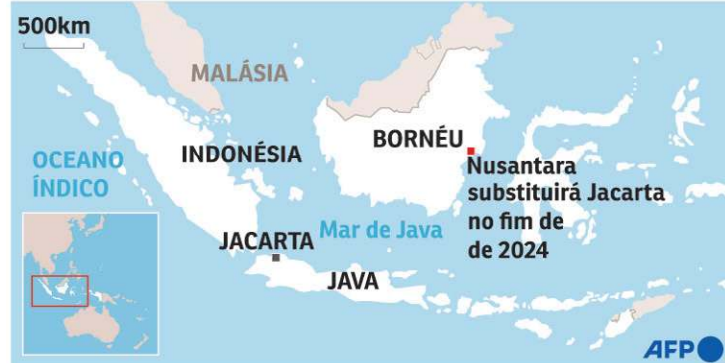 500km
MALÁSIA
BORNÉU
INDONÉSIA
OCEANO
ÍNDICO
Nusantara
substituirá Jacarta
no fim de
de 2024
JACARTA
Mar de Java
JAVA
AFP